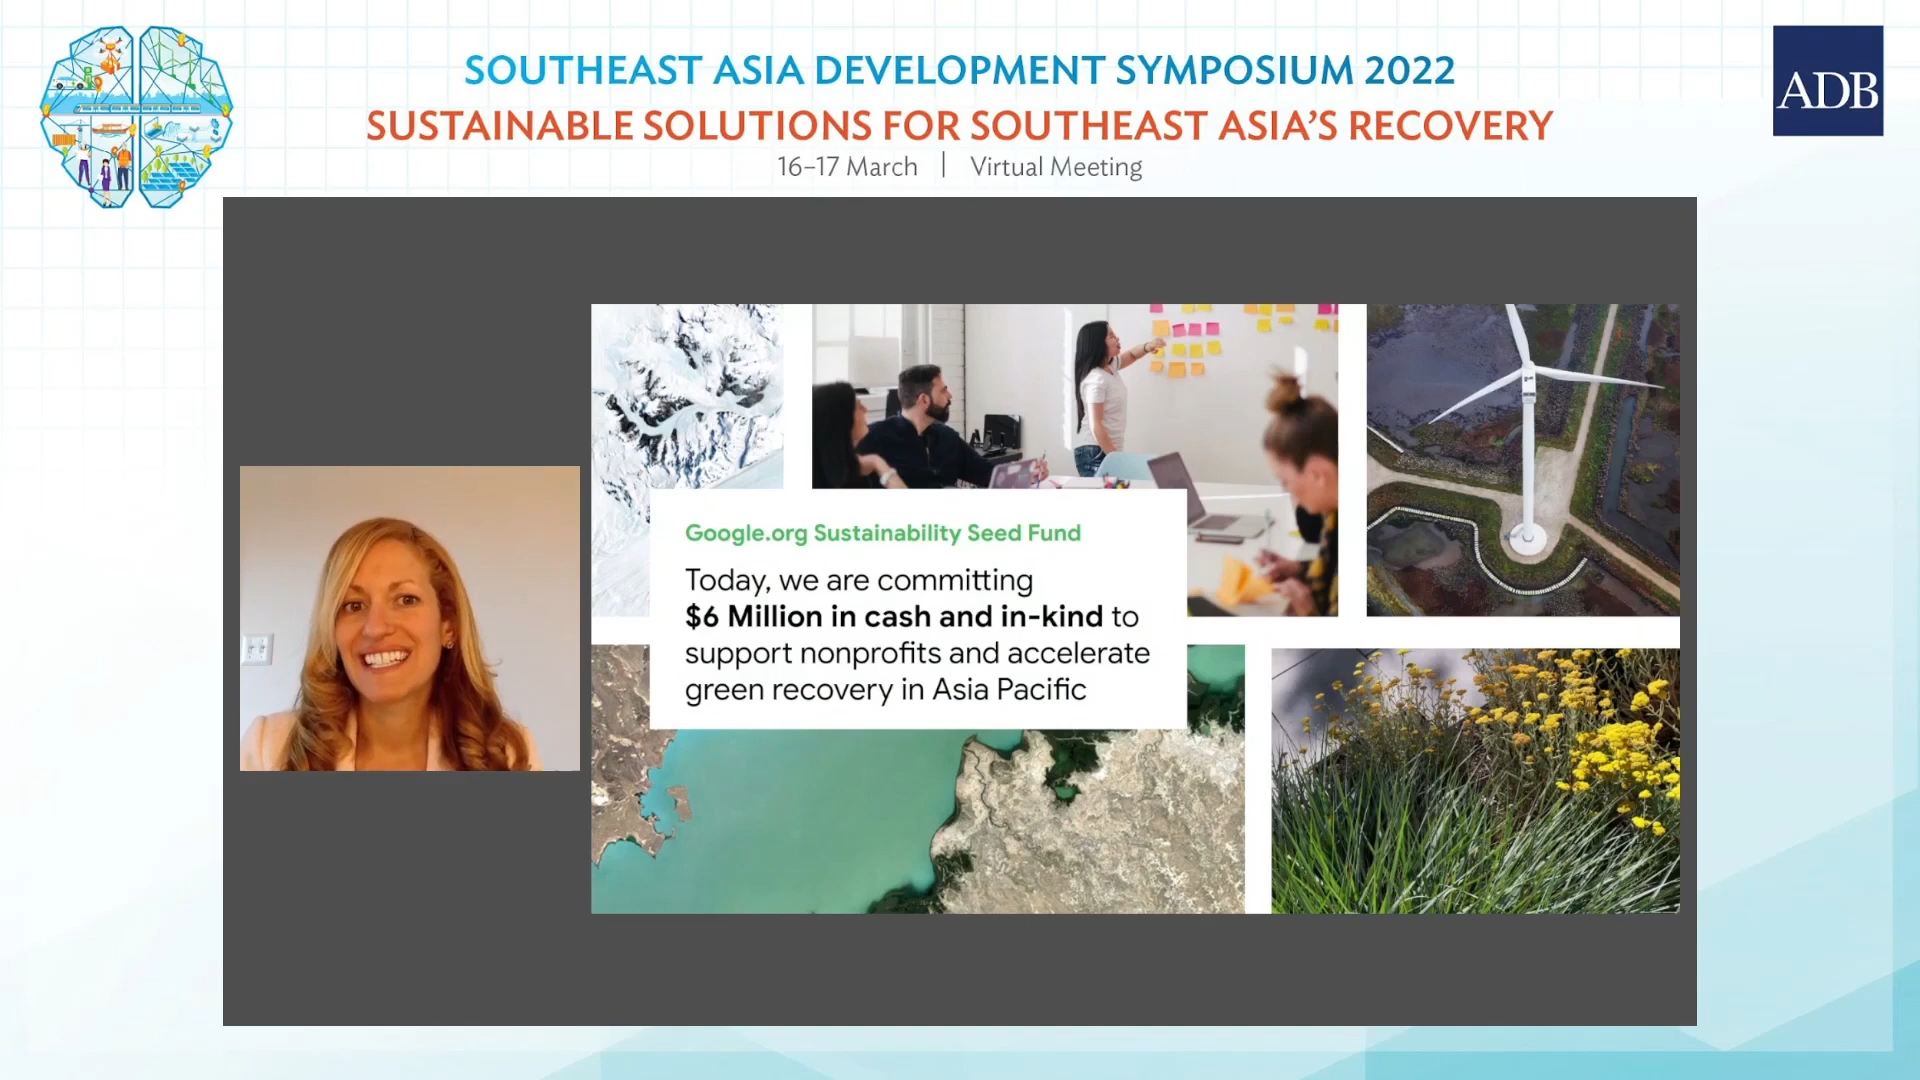 SOUTHEAST ASIA DEVELOPMENT SYMPOSIUM 2022
SUSTAINABLE SOLUTIONS FOR SOUTHEAST ASIA'S RECOVERY
16–17 March | Virtual Meeting
ADB
Google.org Sustainability Seed Fund
Today, we are committing
$6 Million in cash and in-kind to
support nonprofits and accelerate
green recovery in Asia Pacific